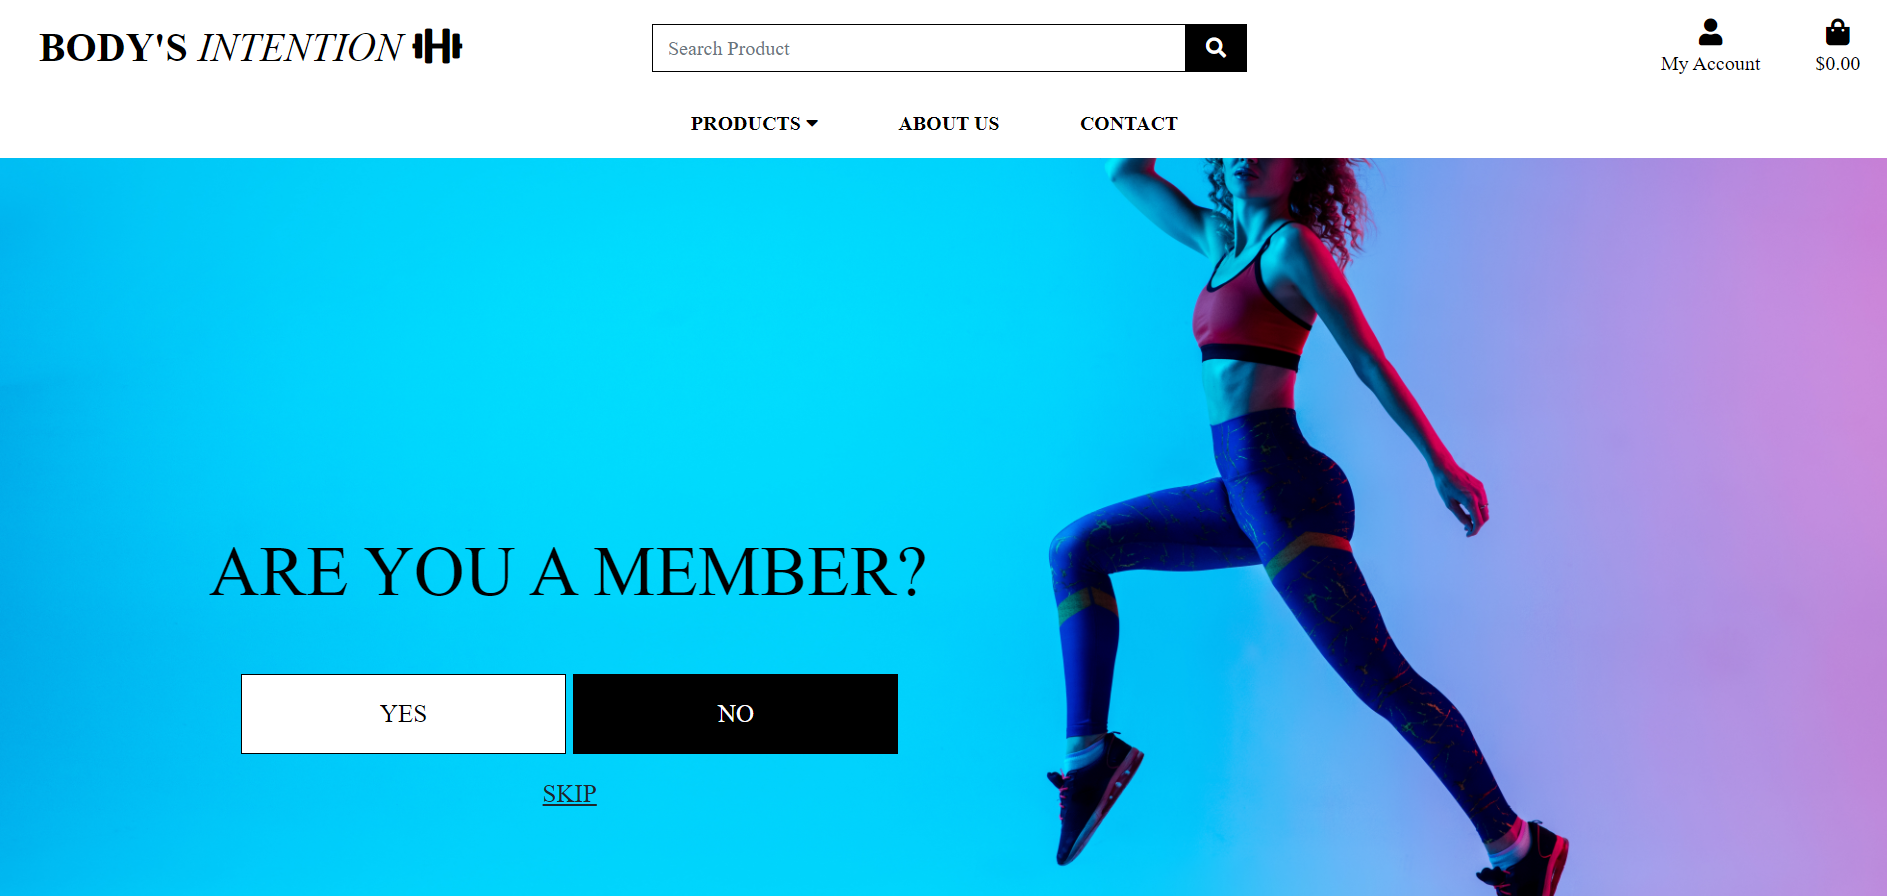 BODY'S INTENTION
Search Product
My Account
$0.00
PRODUCTS
ABOUT US
CONTACT
ARE YOU A MEMBER?
YES
NO
SKIP